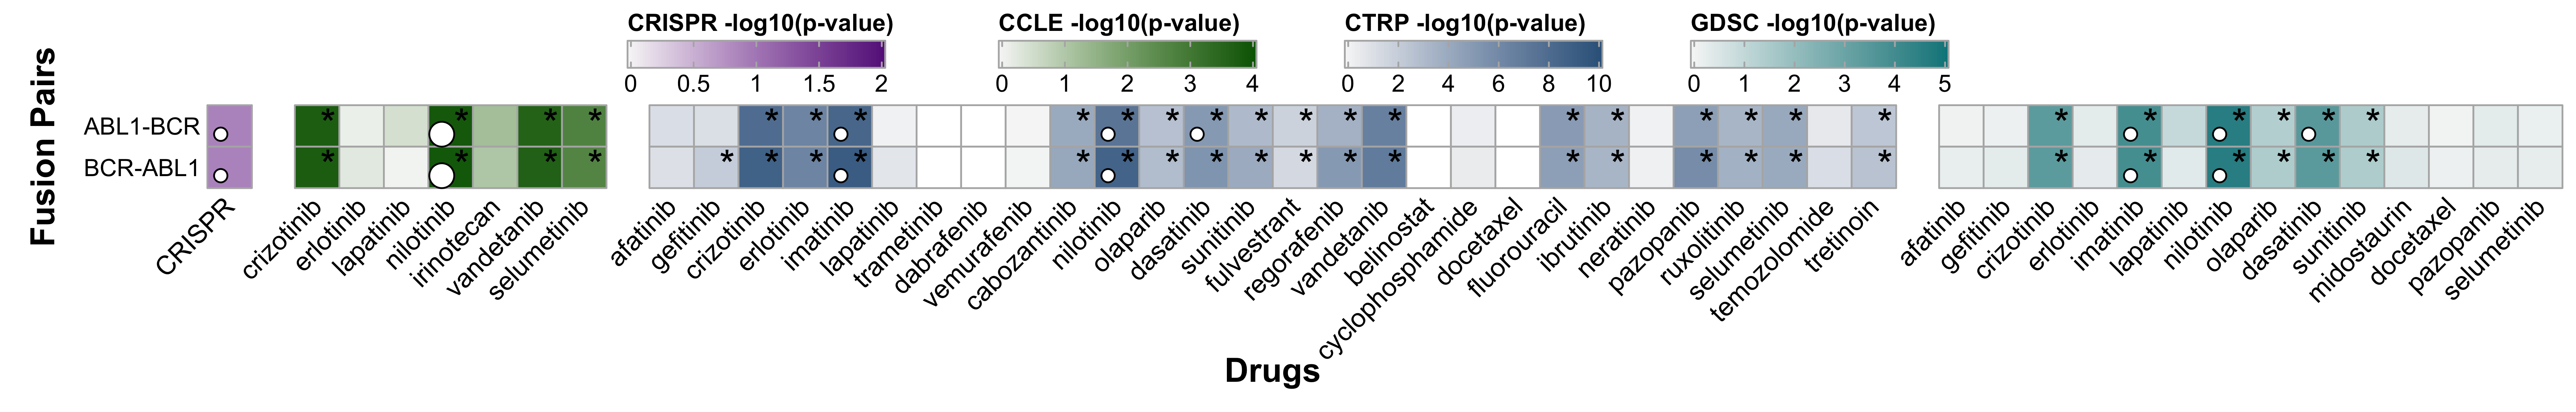 CRISPR -log10(p-value)
CCLE -log10(p-value)
CTRP -log10(p-value)
GDSC -log10(p-value)
0 0.5 1 1.5 2
0 1 2 3 4
0 2 4 6 8 10
0 1 2 3 4 5
Fusion Pairs
ABL1-BCR
BCR-ABL1
* * * * * * * * * * * * * * * * * * * * * * * * * * * * *
* * * * * * * * * * * * * * * * * * * * * * * * * * * * *
CRISPR
crizotinib
erlotinib
lapatinib
nilotinib
irinotecan
vandetanib
selumetinib
afatinib
gefitinib
crizotinib
erlotinib
imatinib
lapatinib
trametinib
dabrafenib
vemurafenib
cabozantinib
nilotinib
olaparib
dasatinib
sunitinib
fulvestrant
regorafenib
vandetanib
belinostat
cyclophosphamide
docetaxel
fluorouracil
ibrutinib
neratinib
pazopanib
ruxolitinib
selumetinib
temozolomide
tretinoin
afatinib
gefitinib
crizotinib
erlotinib
imatinib
lapatinib
nilotinib
olaparib
dasatinib
sunitinib
midostaurin
docetaxel
pazopanib
selumetinib
Drugs